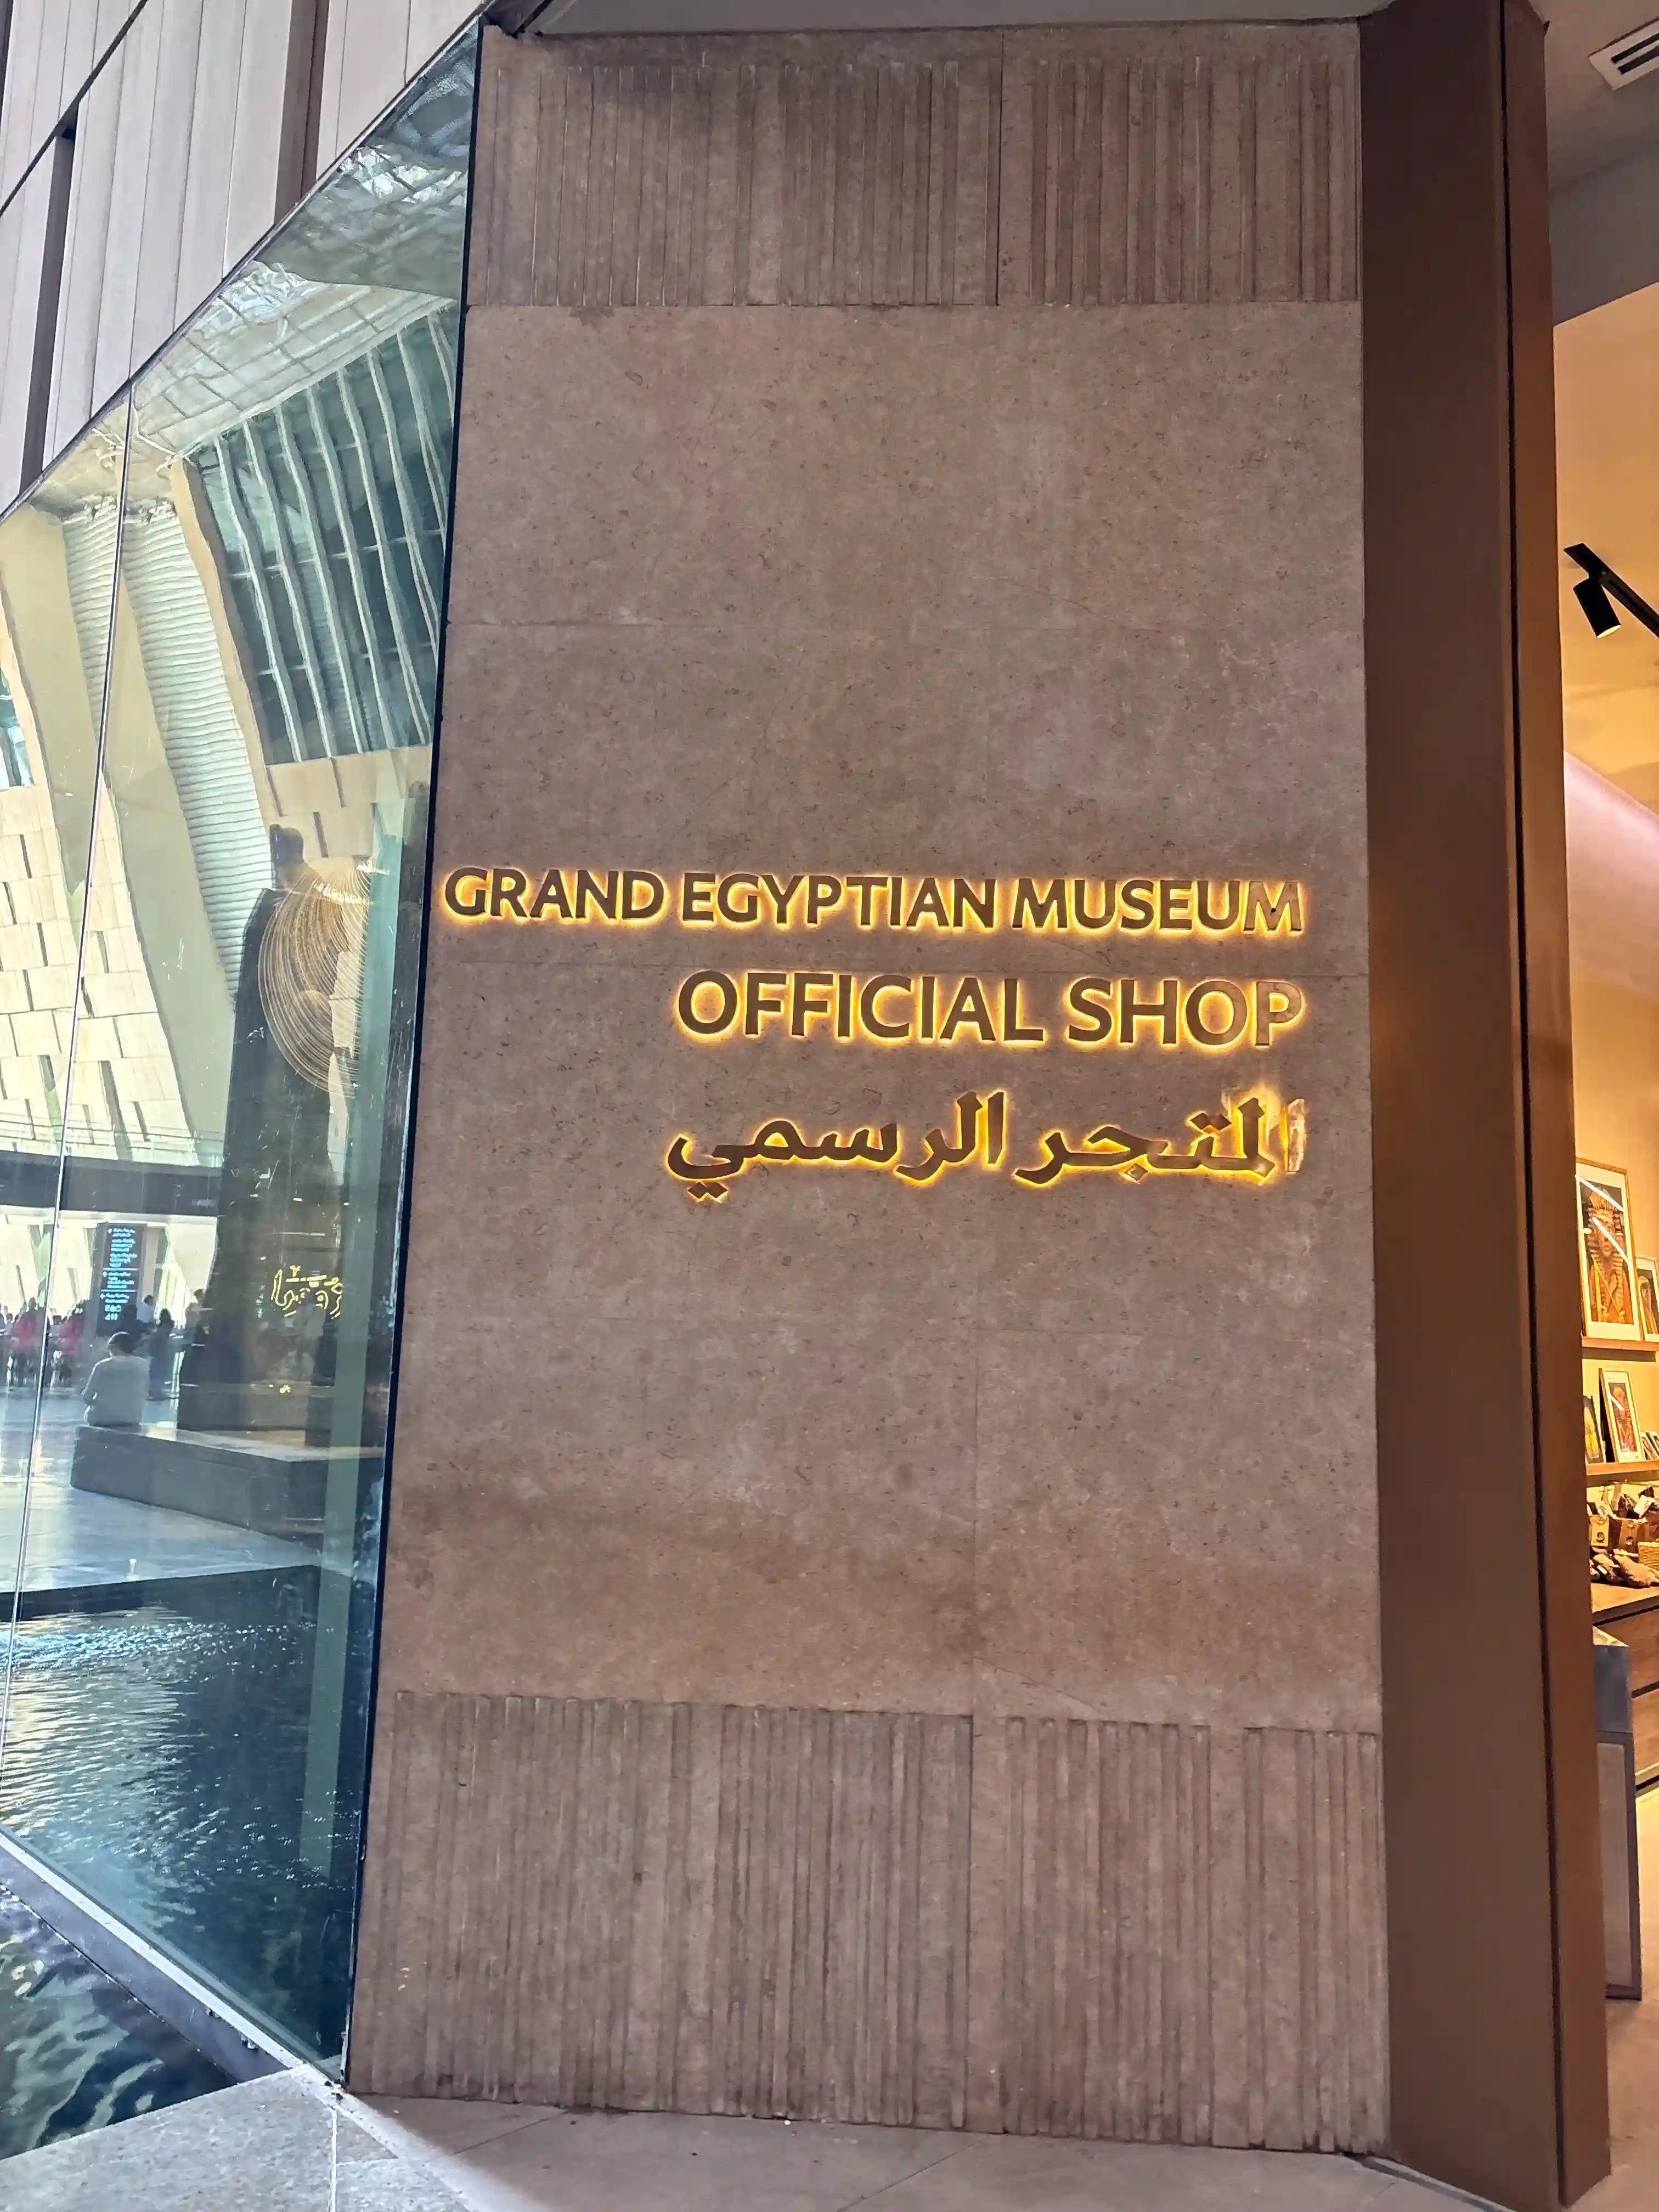 GRAND EGYPTIAN MUSEUM
OFFICIAL SHOP
المتجر الرسمي